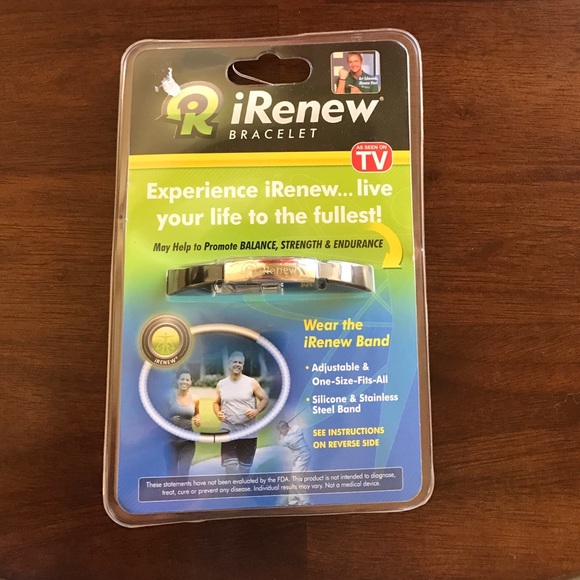 iRenew®
BRACELET
AS SEEN ON
TV
Experience iRenew... live
your life to the fullest!
May Help to Promote BALANCE, STRENGTH & ENDURANCE
iRenew
Wear the
iRenew Band
• Adjustable &
One-Size-Fits-All
• Silicone & Stainless
Steel Band
IRENEW®
SEE INSTRUCTIONS
ON REVERSE SIDE
These statements have not been evaluated by the FDA. This product is not intended to diagnose,
treat, cure or prevent any disease. Individual results may vary. Not a medical device.